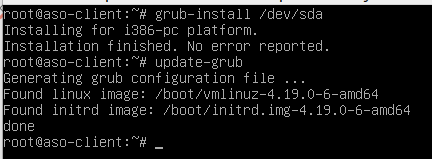 root@aso-client:~# grub-install /dev/sda
Installing for i386-pc platform.
Installation finished. No error reported.
root@aso-client:~# update-grub
Generating grub configuration file ...
Found linux image: /boot/vmlinuz-4.19.0-6-amd64
Found initrd image: /boot/initrd.img-4.19.0-6-amd64
done
root@aso-client:~# _